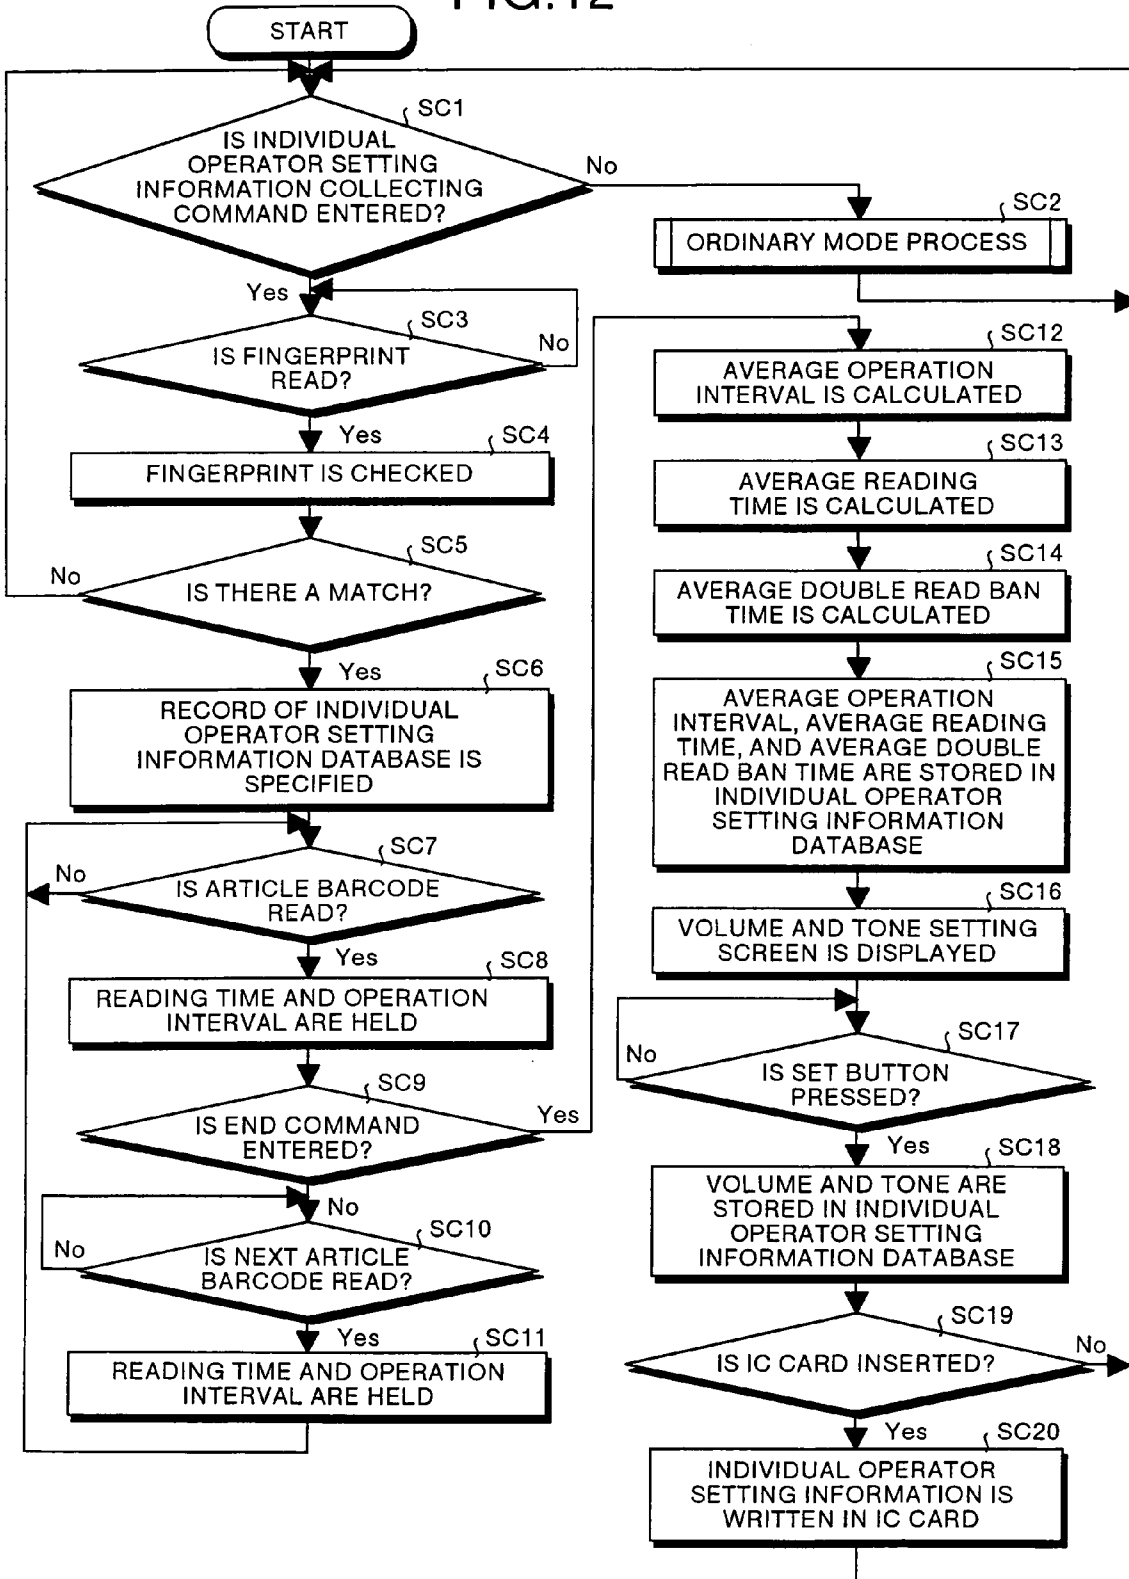 FIG.12
START
SC1
IS INDIVIDUAL
OPERATOR SETTING
INFORMATION COLLECTING
COMMAND ENTERED?
No
Yes
SC2
ORDINARY MODE PROCESS
SC3
IS FINGERPRINT
READ?
No
Yes
SC4
FINGERPRINT IS CHECKED
SC5
IS THERE A MATCH?
No
Yes
SC6
RECORD OF INDIVIDUAL
OPERATOR SETTING
INFORMATION DATABASE IS
SPECIFIED
SC7
IS ARTICLE BARCODE
READ?
No
Yes
SC8
READING TIME AND OPERATION
INTERVAL ARE HELD
SC9
IS END COMMAND
ENTERED?
Yes
No
SC10
IS NEXT ARTICLE
BARCODE READ?
No
Yes
SC11
READING TIME AND OPERATION
INTERVAL ARE HELD
SC12
AVERAGE OPERATION
INTERVAL IS CALCULATED
SC13
AVERAGE READING
TIME IS CALCULATED
SC14
AVERAGE DOUBLE READ BAN
TIME IS CALCULATED
SC15
AVERAGE OPERATION
INTERVAL, AVERAGE READING
TIME, AND AVERAGE DOUBLE
READ BAN TIME ARE STORED IN
INDIVIDUAL OPERATOR
SETTING INFORMATION
DATABASE
SC16
VOLUME AND TONE SETTING
SCREEN IS DISPLAYED
SC17
IS SET BUTTON
PRESSED?
No
Yes
SC18
VOLUME AND TONE ARE
STORED IN INDIVIDUAL
OPERATOR SETTING
INFORMATION DATABASE
SC19
IS IC CARD INSERTED?
No
Yes
SC20
INDIVIDUAL OPERATOR
SETTING INFORMATION IS
WRITTEN IN IC CARD